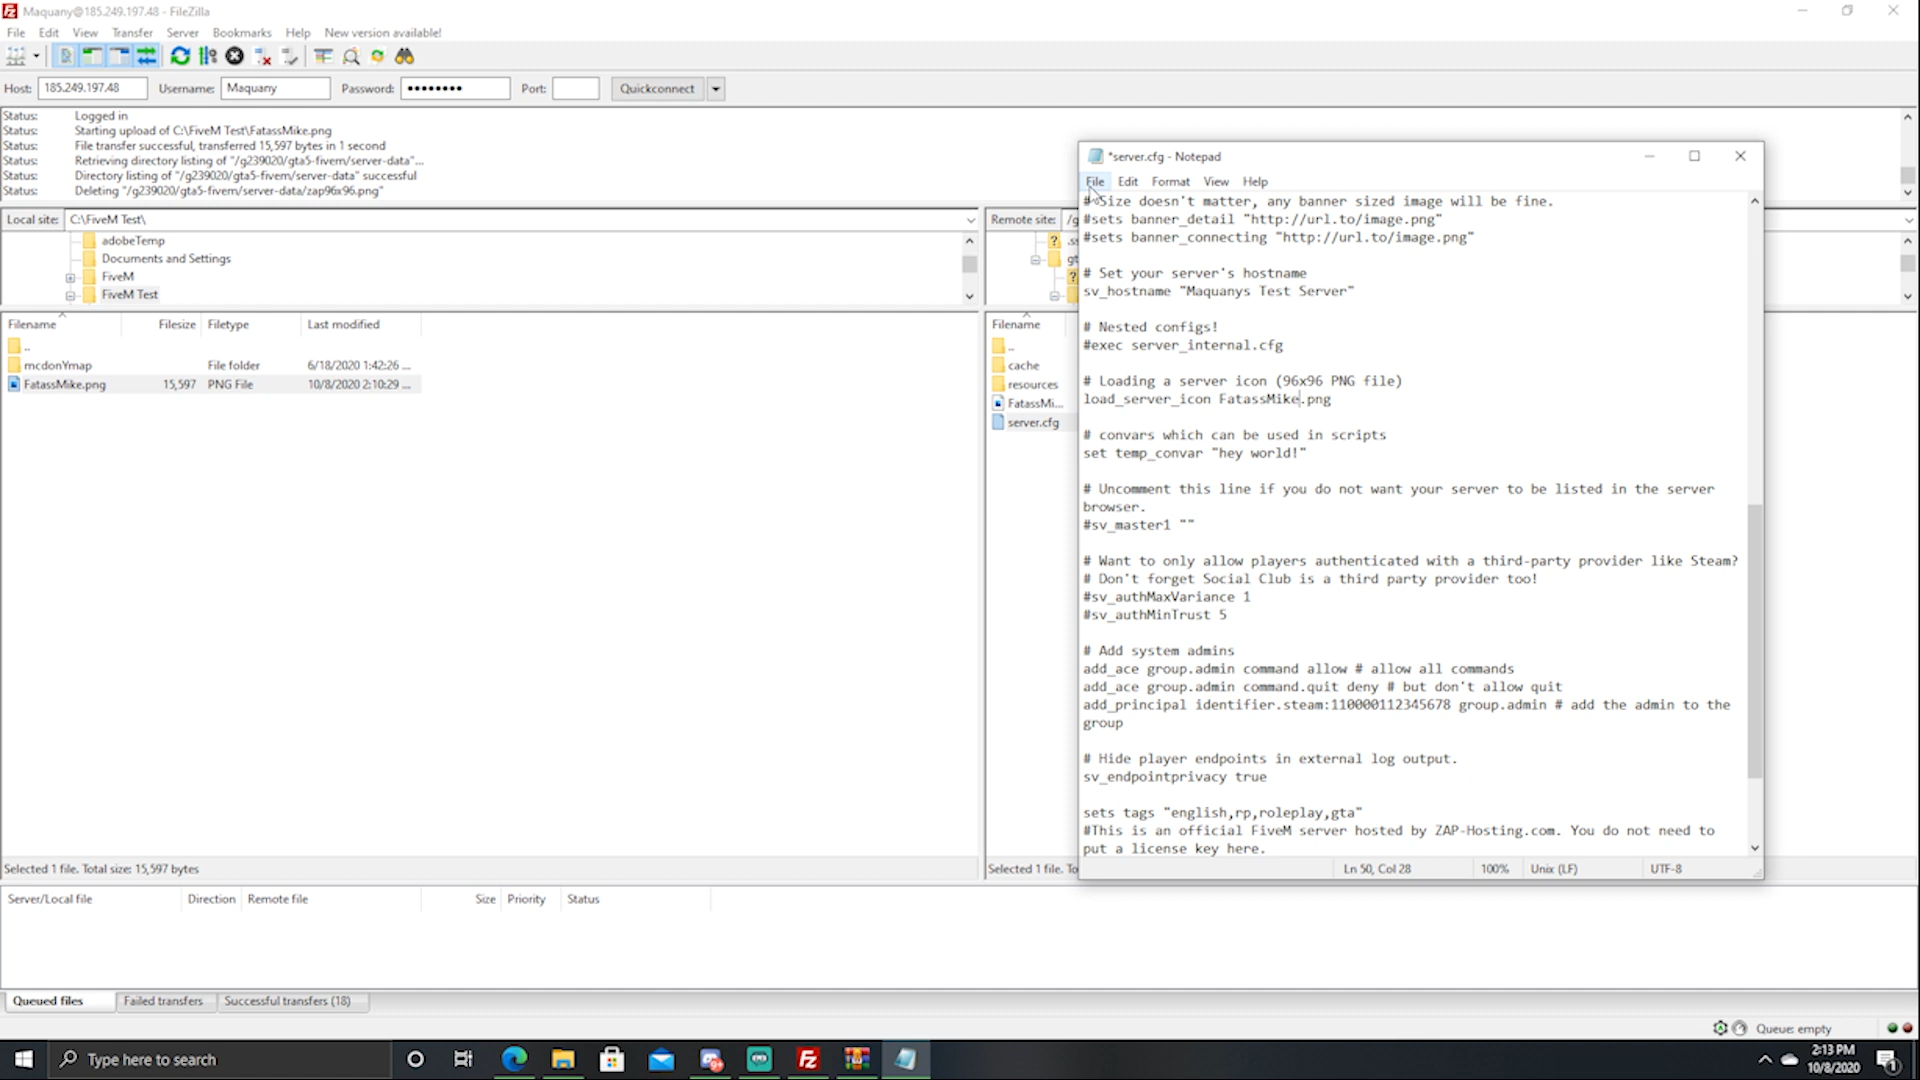 Maquany@185.249.197.48 - FileZilla
File Edit View Transfer Server Bookmarks Help New version available!
Host: 185.249.197.48 Username: Maquany Password: •••••••• Port: Quickconnect
Status: Logged in
Status: Starting upload of C:\FiveM Test\FatassMike.png
Status: File transfer successful, transferred 15,597 bytes in 1 second
Status: Retrieving directory listing of "/g239020/gta5-fivem/server-data"...
Status: Directory listing of "/g239020/gta5-fivem/server-data" successful
Status: Deleting "/g239020/gta5-fivem/server-data/zap96x96.png"
Local site: C:\FiveM Test\
adobeTemp
Documents and Settings
FiveM
FiveM Test
Filename Filesize Filetype Last modified
..
mcdonYmap File folder 6/18/2020 1:42:26 ...
FatassMike.png 15,597 PNG File 10/8/2020 2:10:29 ...
Selected 1 file. Total size: 15,597 bytes
Remote site: /g
.ss
gt
Filename
..
cache
resources
FatassMi...
server.cfg
Selected 1 file. To
*server.cfg - Notepad
File Edit Format View Help
# Size doesn't matter, any banner sized image will be fine.
#sets banner_detail "http://url.to/image.png"
#sets banner_connecting "http://url.to/image.png"
# Set your server's hostname
sv_hostname "Maquanys Test Server"
# Nested configs!
#exec server_internal.cfg
# Loading a server icon (96x96 PNG file)
load_server_icon FatassMike.png
# convars which can be used in scripts
set temp_convar "hey world!"
# Uncomment this line if you do not want your server to be listed in the server
browser.
#sv_master1 ""
# Want to only allow players authenticated with a third-party provider like Steam?
# Don't forget Social Club is a third party provider too!
#sv_authMaxVariance 1
#sv_authMinTrust 5
# Add system admins
add_ace group.admin command allow # allow all commands
add_ace group.admin command.quit deny # but don't allow quit
add_principal identifier.steam:110000112345678 group.admin # add the admin to the
group
# Hide player endpoints in external log output.
sv_endpointprivacy true
sets tags "english,rp,roleplay,gta"
#This is an official FiveM server hosted by ZAP-Hosting.com. You do not need to
put a license key here.
Ln 50, Col 28 100% Unix (LF) UTF-8
Server/Local file Direction Remote file Size Priority Status
Queued files Failed transfers Successful transfers (18)
Queue: empty
Type here to search
2:13 PM
10/8/2020
1